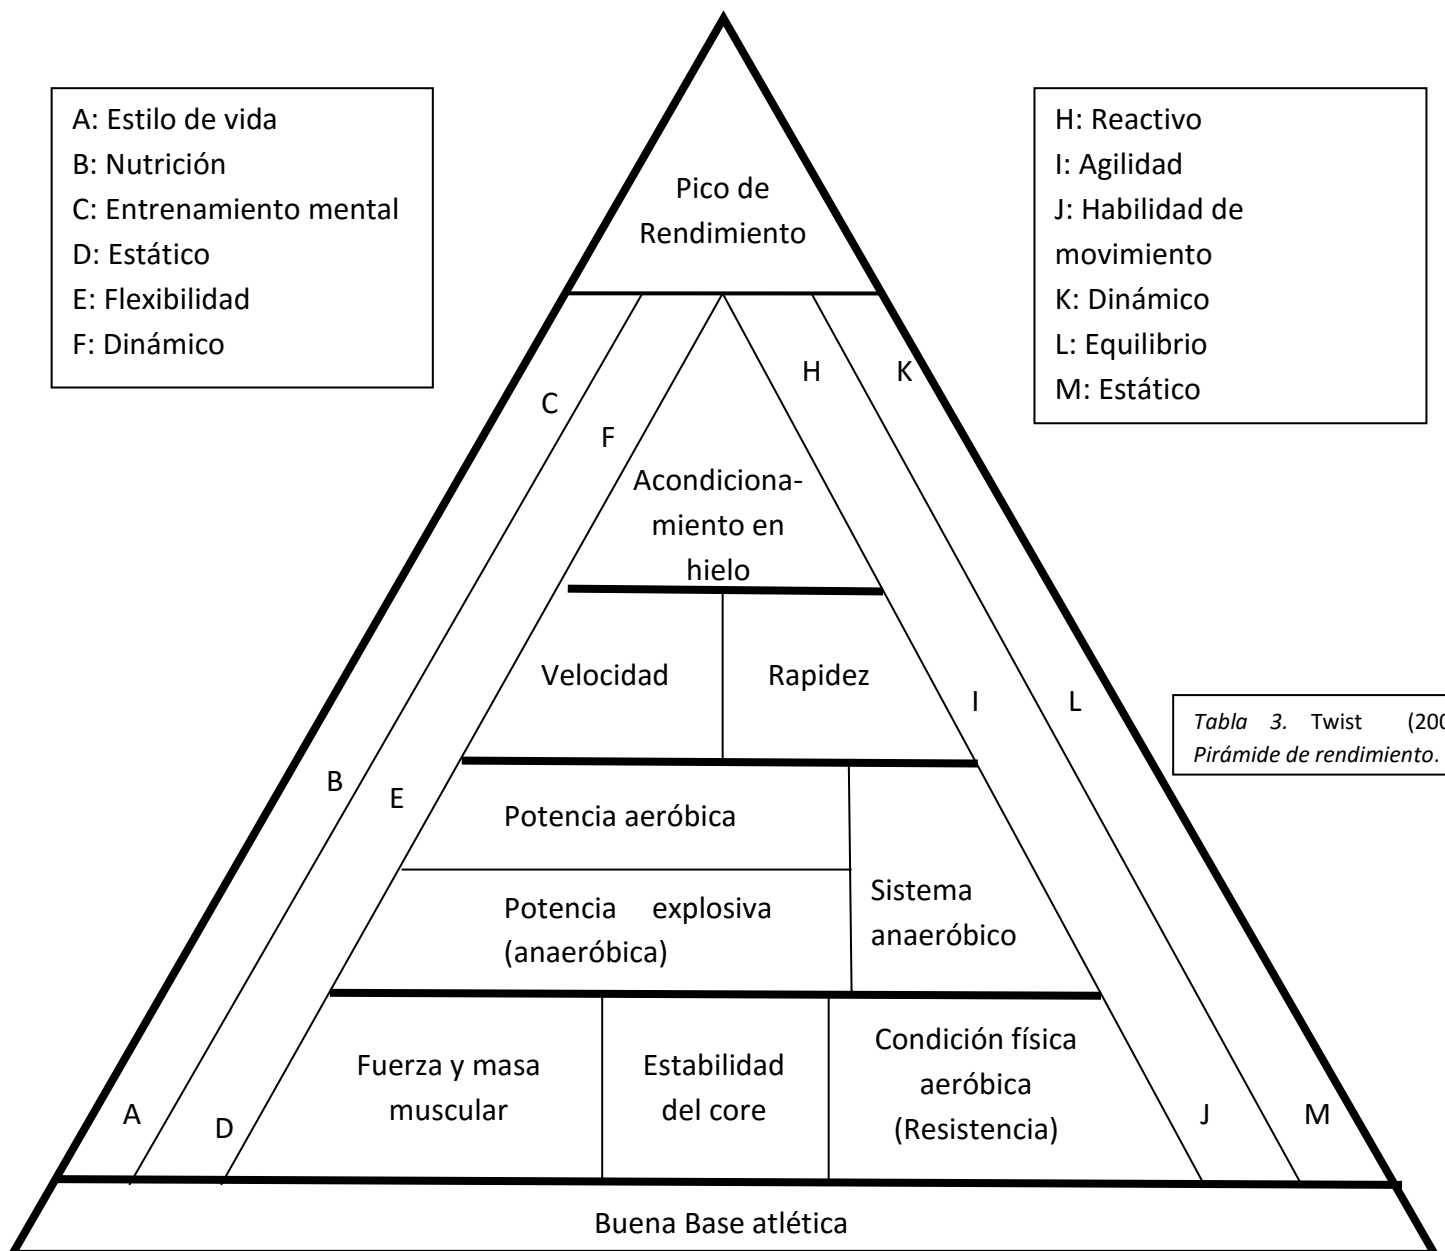 A: Estilo de vida
B: Nutrición
C: Entrenamiento mental
D: Estático
E: Flexibilidad
F: Dinámico
H: Reactivo
I: Agilidad
J: Habilidad de
movimiento
K: Dinámico
L: Equilibrio
M: Estático
Pico de
Rendimiento
C
F
H
K
Acondiciona-
miento en
hielo
Velocidad
Rapidez
I
L
Tabla 3. Twist (200
Pirámide de rendimiento.
B
E
Potencia aeróbica
Potencia explosiva
(anaeróbica)
Sistema
anaeróbico
Fuerza y masa
muscular
Estabilidad
del core
Condición física
aeróbica
(Resistencia)
A
D
J
M
Buena Base atlética